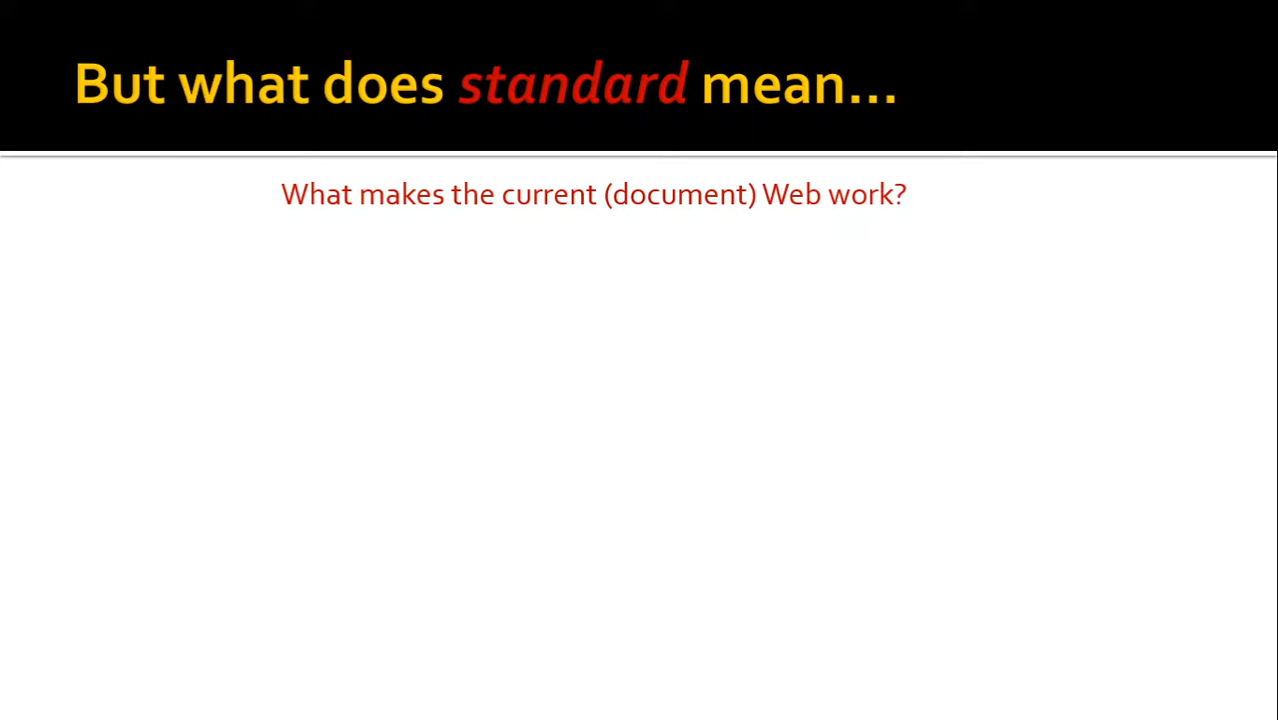 But what does standard mean...
What makes the current (document) Web work?